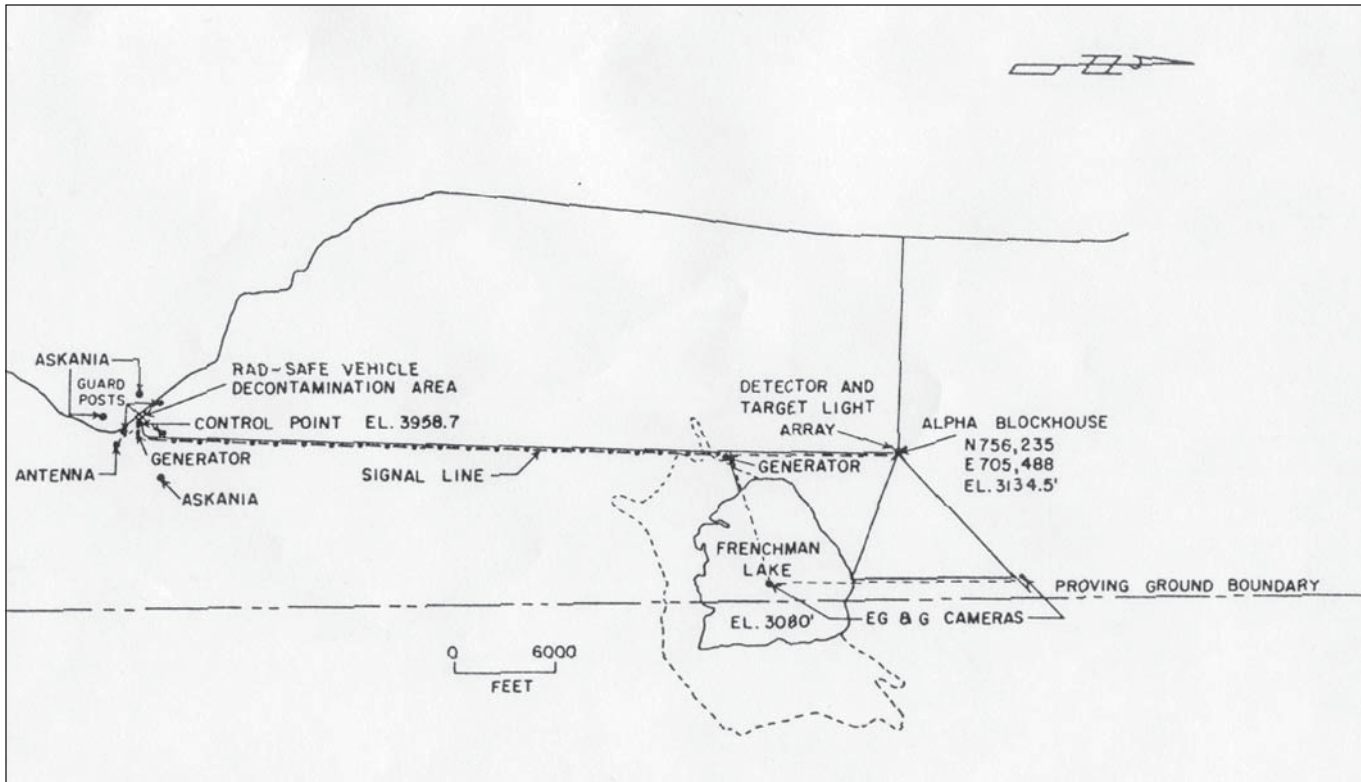 ASKANIA
GUARD
POSTS
RAD-SAFE VEHICLE
DECONTAMINATION AREA
CONTROL POINT EL. 3958.7
GENERATOR
ANTENNA
ASKANIA
SIGNAL LINE
DETECTOR AND
TARGET LIGHT
ARRAY
ALPHA BLOCKHOUSE
N 756,235
E 705,488
EL. 3134.5'
GENERATOR
FRENCHMAN
LAKE
PROVING GROUND BOUNDARY
EL. 3080'
EG & G CAMERAS
0 6000
FEET